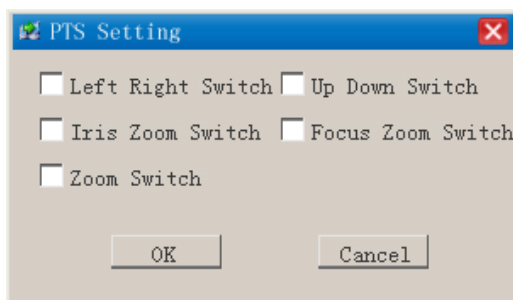 PTS Setting
Left Right Switch Up Down Switch
Iris Zoom Switch Focus Zoom Switch
Zoom Switch
OK Cancel